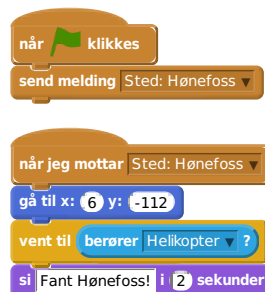 når klikkes
send melding Sted: Hønefoss ▼
når jeg mottar Sted: Hønefoss ▼
gå til x: 6 y: -112
vent til berører Helikopter ▼ ?
si Fant Hønefoss! i 2 sekunder